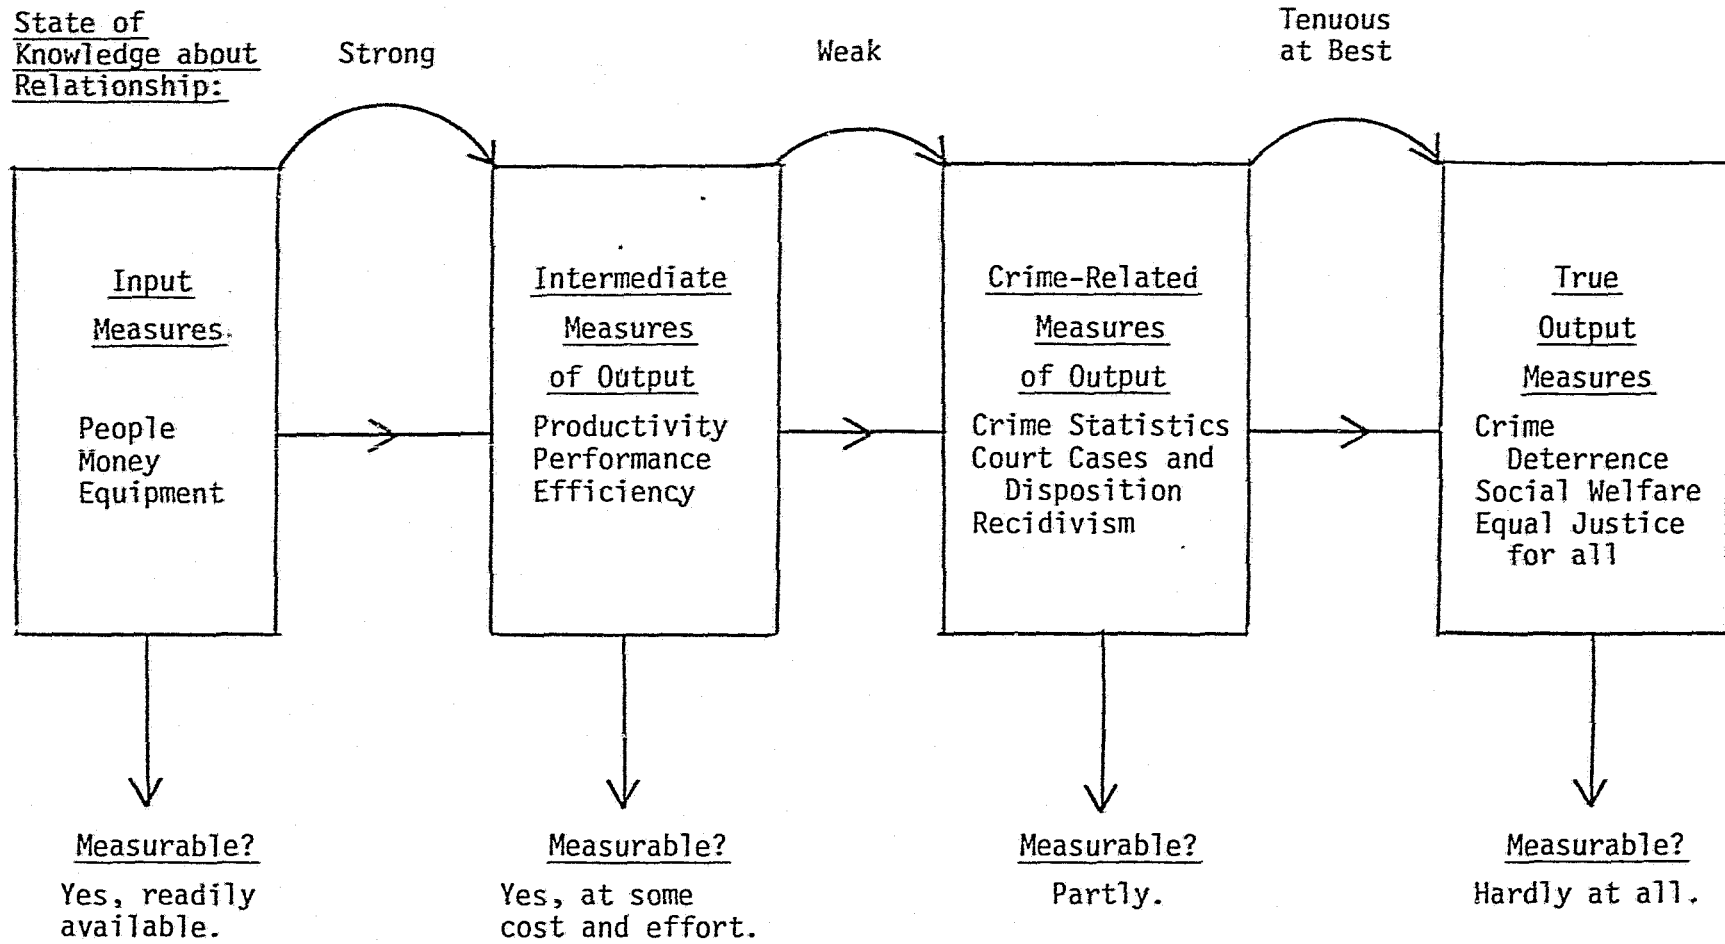 State of
Knowledge about
Relationship:
Strong
Weak
Tenuous
at Best
Input
Measures
People
Money
Equipment
Intermediate
Measures
of Output
Productivity
Performance
Efficiency
Crime-Related
Measures
of Output
Crime Statistics
Court Cases and
Disposition
Recidivism
True
Output
Measures
Crime
Deterrence
Social Welfare
Equal Justice
for all
Measurable?
Yes, readily
available.
Measurable?
Yes, at some
cost and effort.
Measurable?
Partly.
Measurable?
Hardly at all.